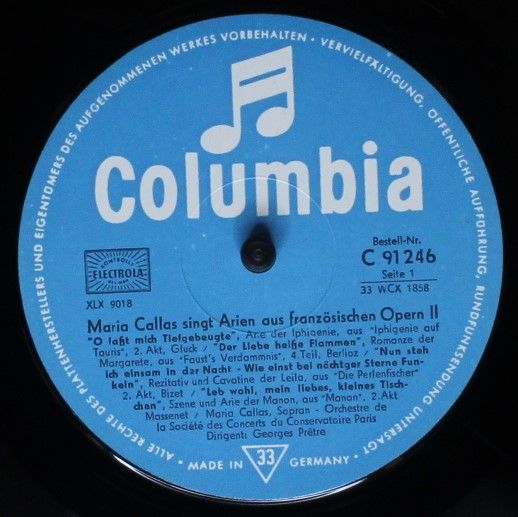 ALLE RECHTE DES PLATTENHERSTELLERS UND EIGENTÜMERS DES AUFGENOMMENEN WERKES VORBEHALTEN · VERVIELFÄLTIGUNG, ÖFFENTLICHE AUFFÜHRUNG, RUNDFUNKSENDUNG UNTERSAGT ·
Columbia
ELECTROLA
XLX 9018
Bestell-Nr.
C 91 246
Seite 1
33 WCX 1858
Maria Callas singt Arien aus französischen Opern II
"O laßt mich Tiefgebeugte", Arie der Iphigenie, aus "Iphigenie auf
Tauris", 2. Akt, Gluck / "Der Liebe heiße Flammen", Romanze der
Margarete, aus "Faust's Verdammnis", 4. Teil, Berlioz / "Nun steh
ich einsam in dar Nacht - Wie einst bei nächtger Sterne Fun-
keln", Rezitativ und Cavatine der Leila, aus "Die Perlenfischer"
2. Akt, Bizet / "Leb wohl, mein liebes, kleines Tisch-
chen", Szene und Arie der Manon, aus "Manon", 2. Akt
Massenet / Maria Callas, Sopran - Orchestre de
la Société des Concerts du Conservatoire Paris
Dirigent: Georges Prêtre
MADE IN 33 GERMANY